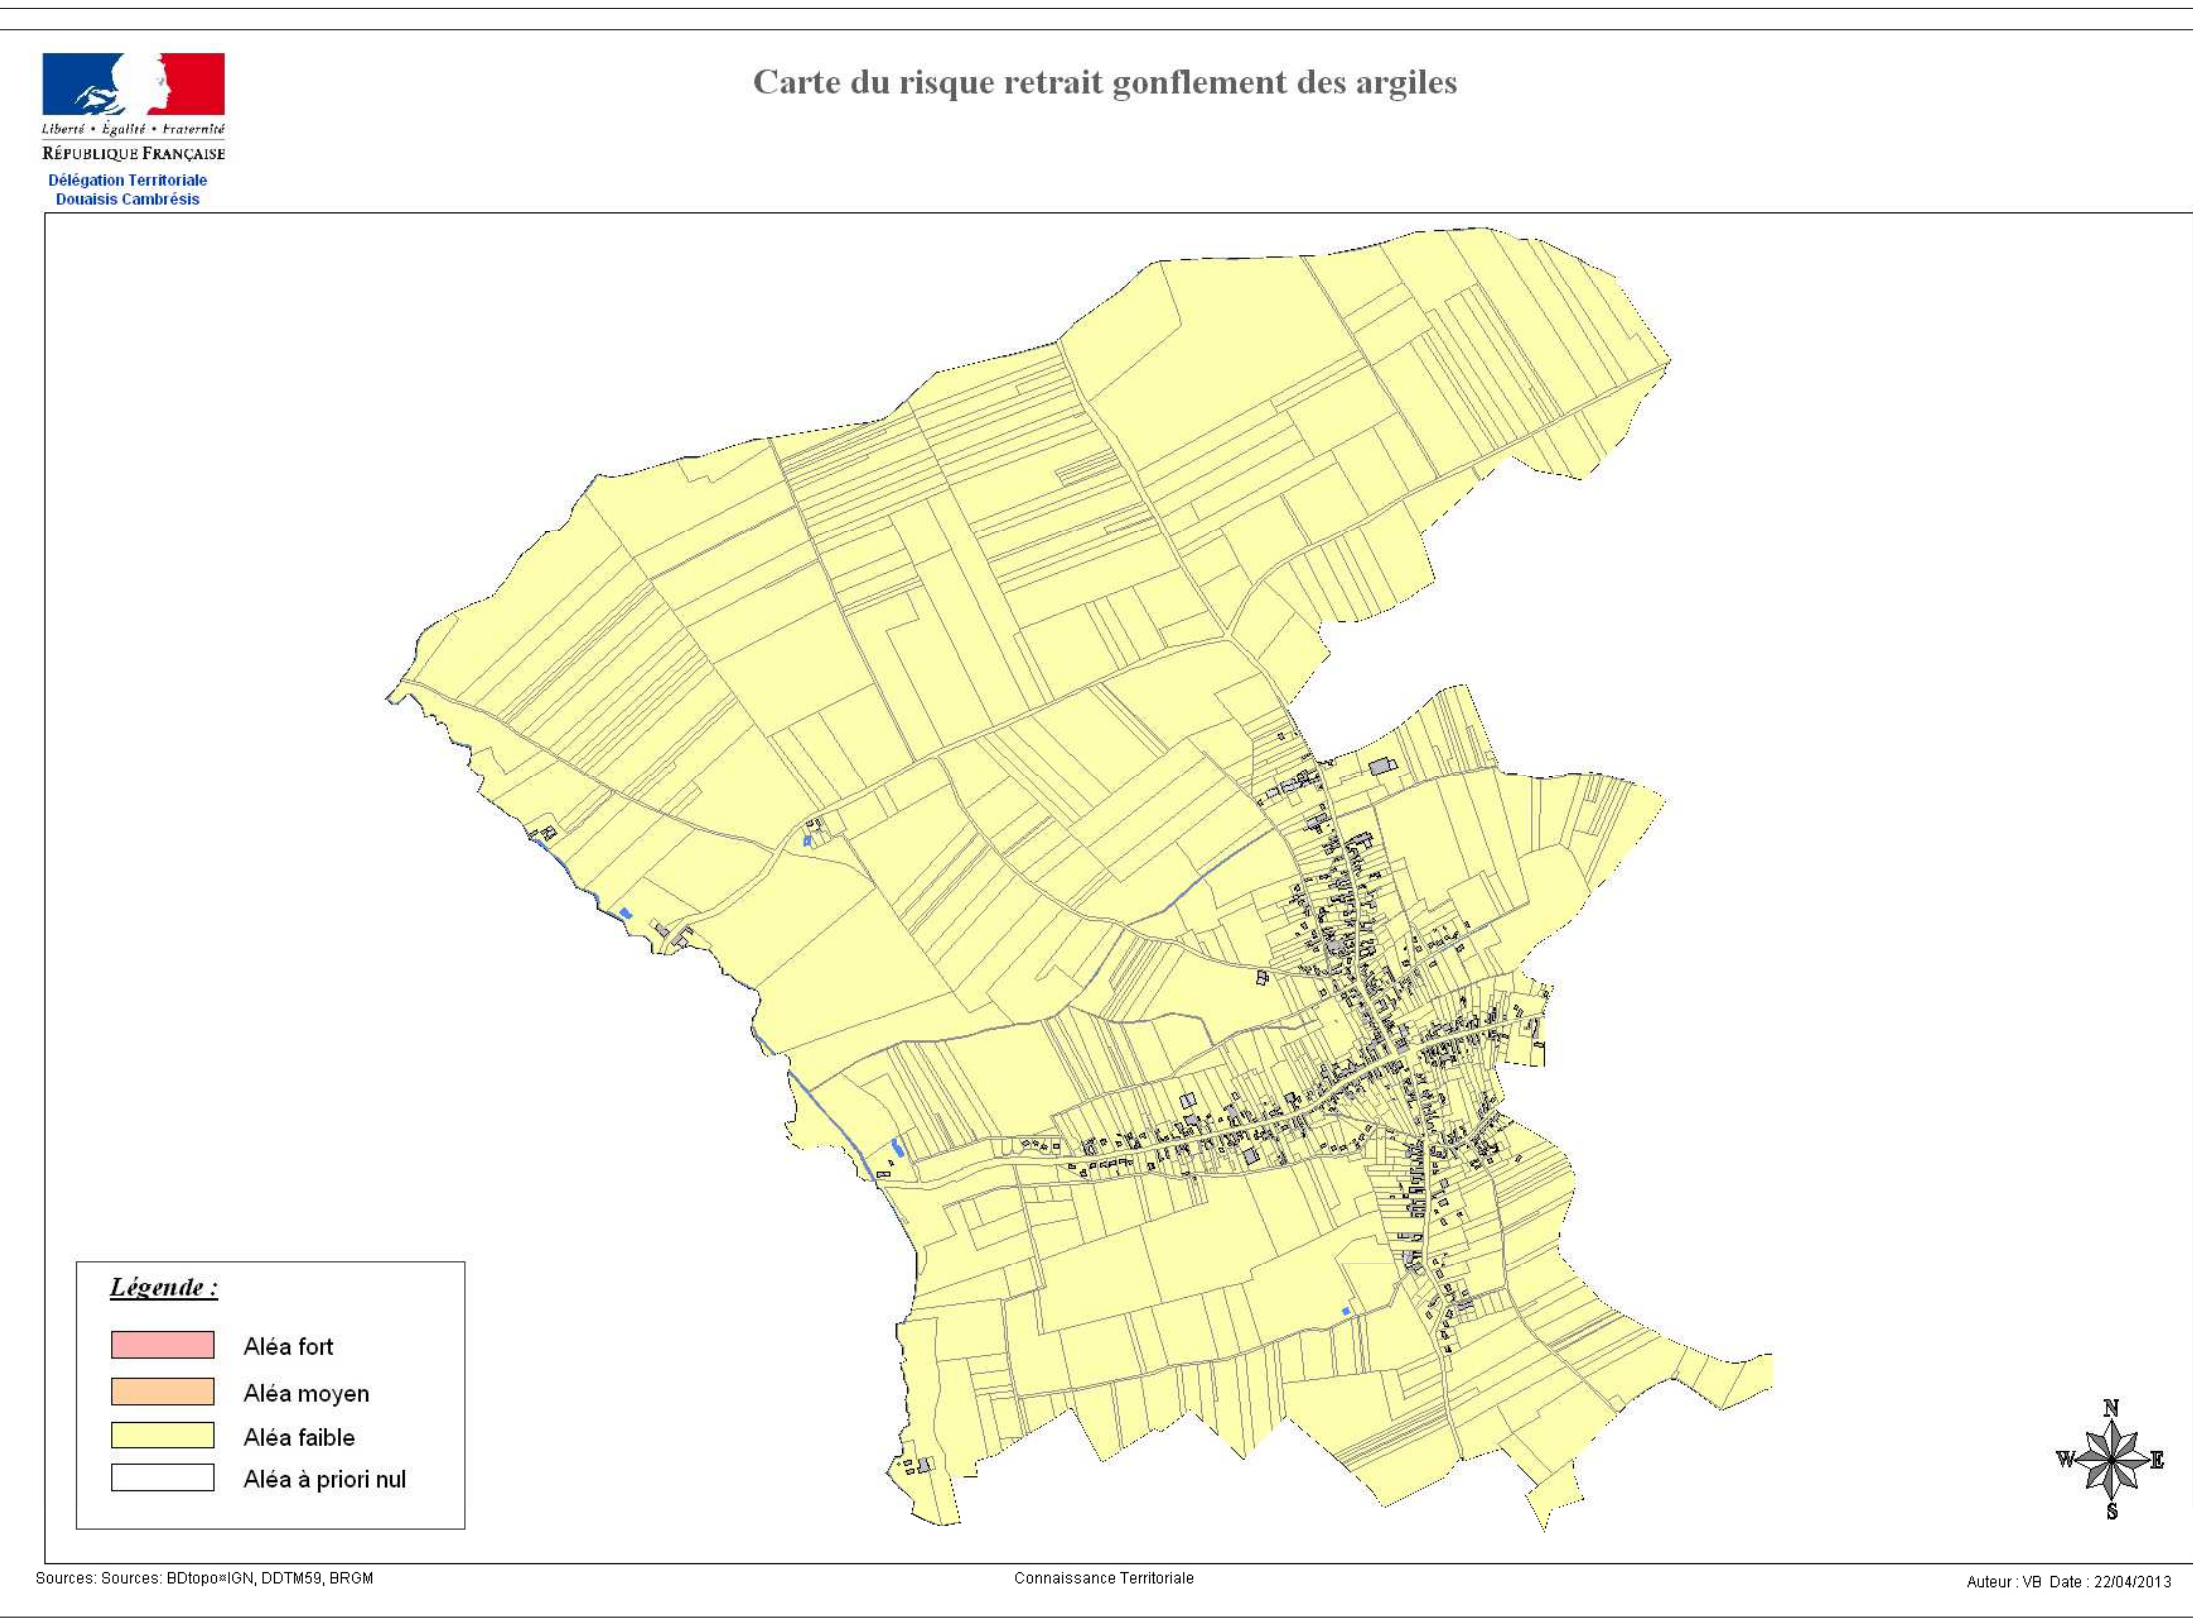 Carte du risque retrait gonflement des argiles
Liberté • Égalité • Fraternité
RÉPUBLIQUE FRANÇAISE
Délégation Territoriale
Douaisis Cambrésis
Légende :
Aléa fort
Aléa moyen
Aléa faible
Aléa à priori nul
N
W E
S
Sources: Sources: BDtopo¤IGN, DDTM59, BRGM
Connaissance Territoriale
Auteur : VB Date : 22/04/2013